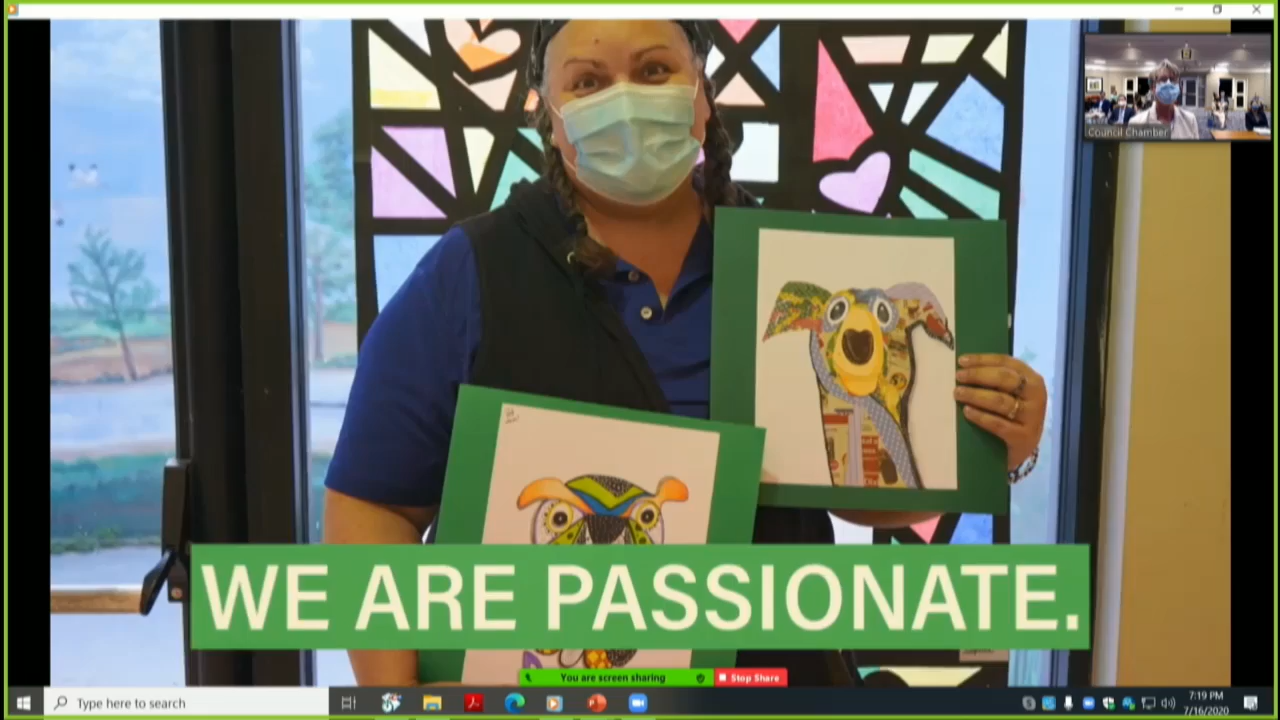 Council Chamber
WE ARE PASSIONATE.
You are screen sharing
Stop Share
Type here to search
7:19 PM
7/16/2020